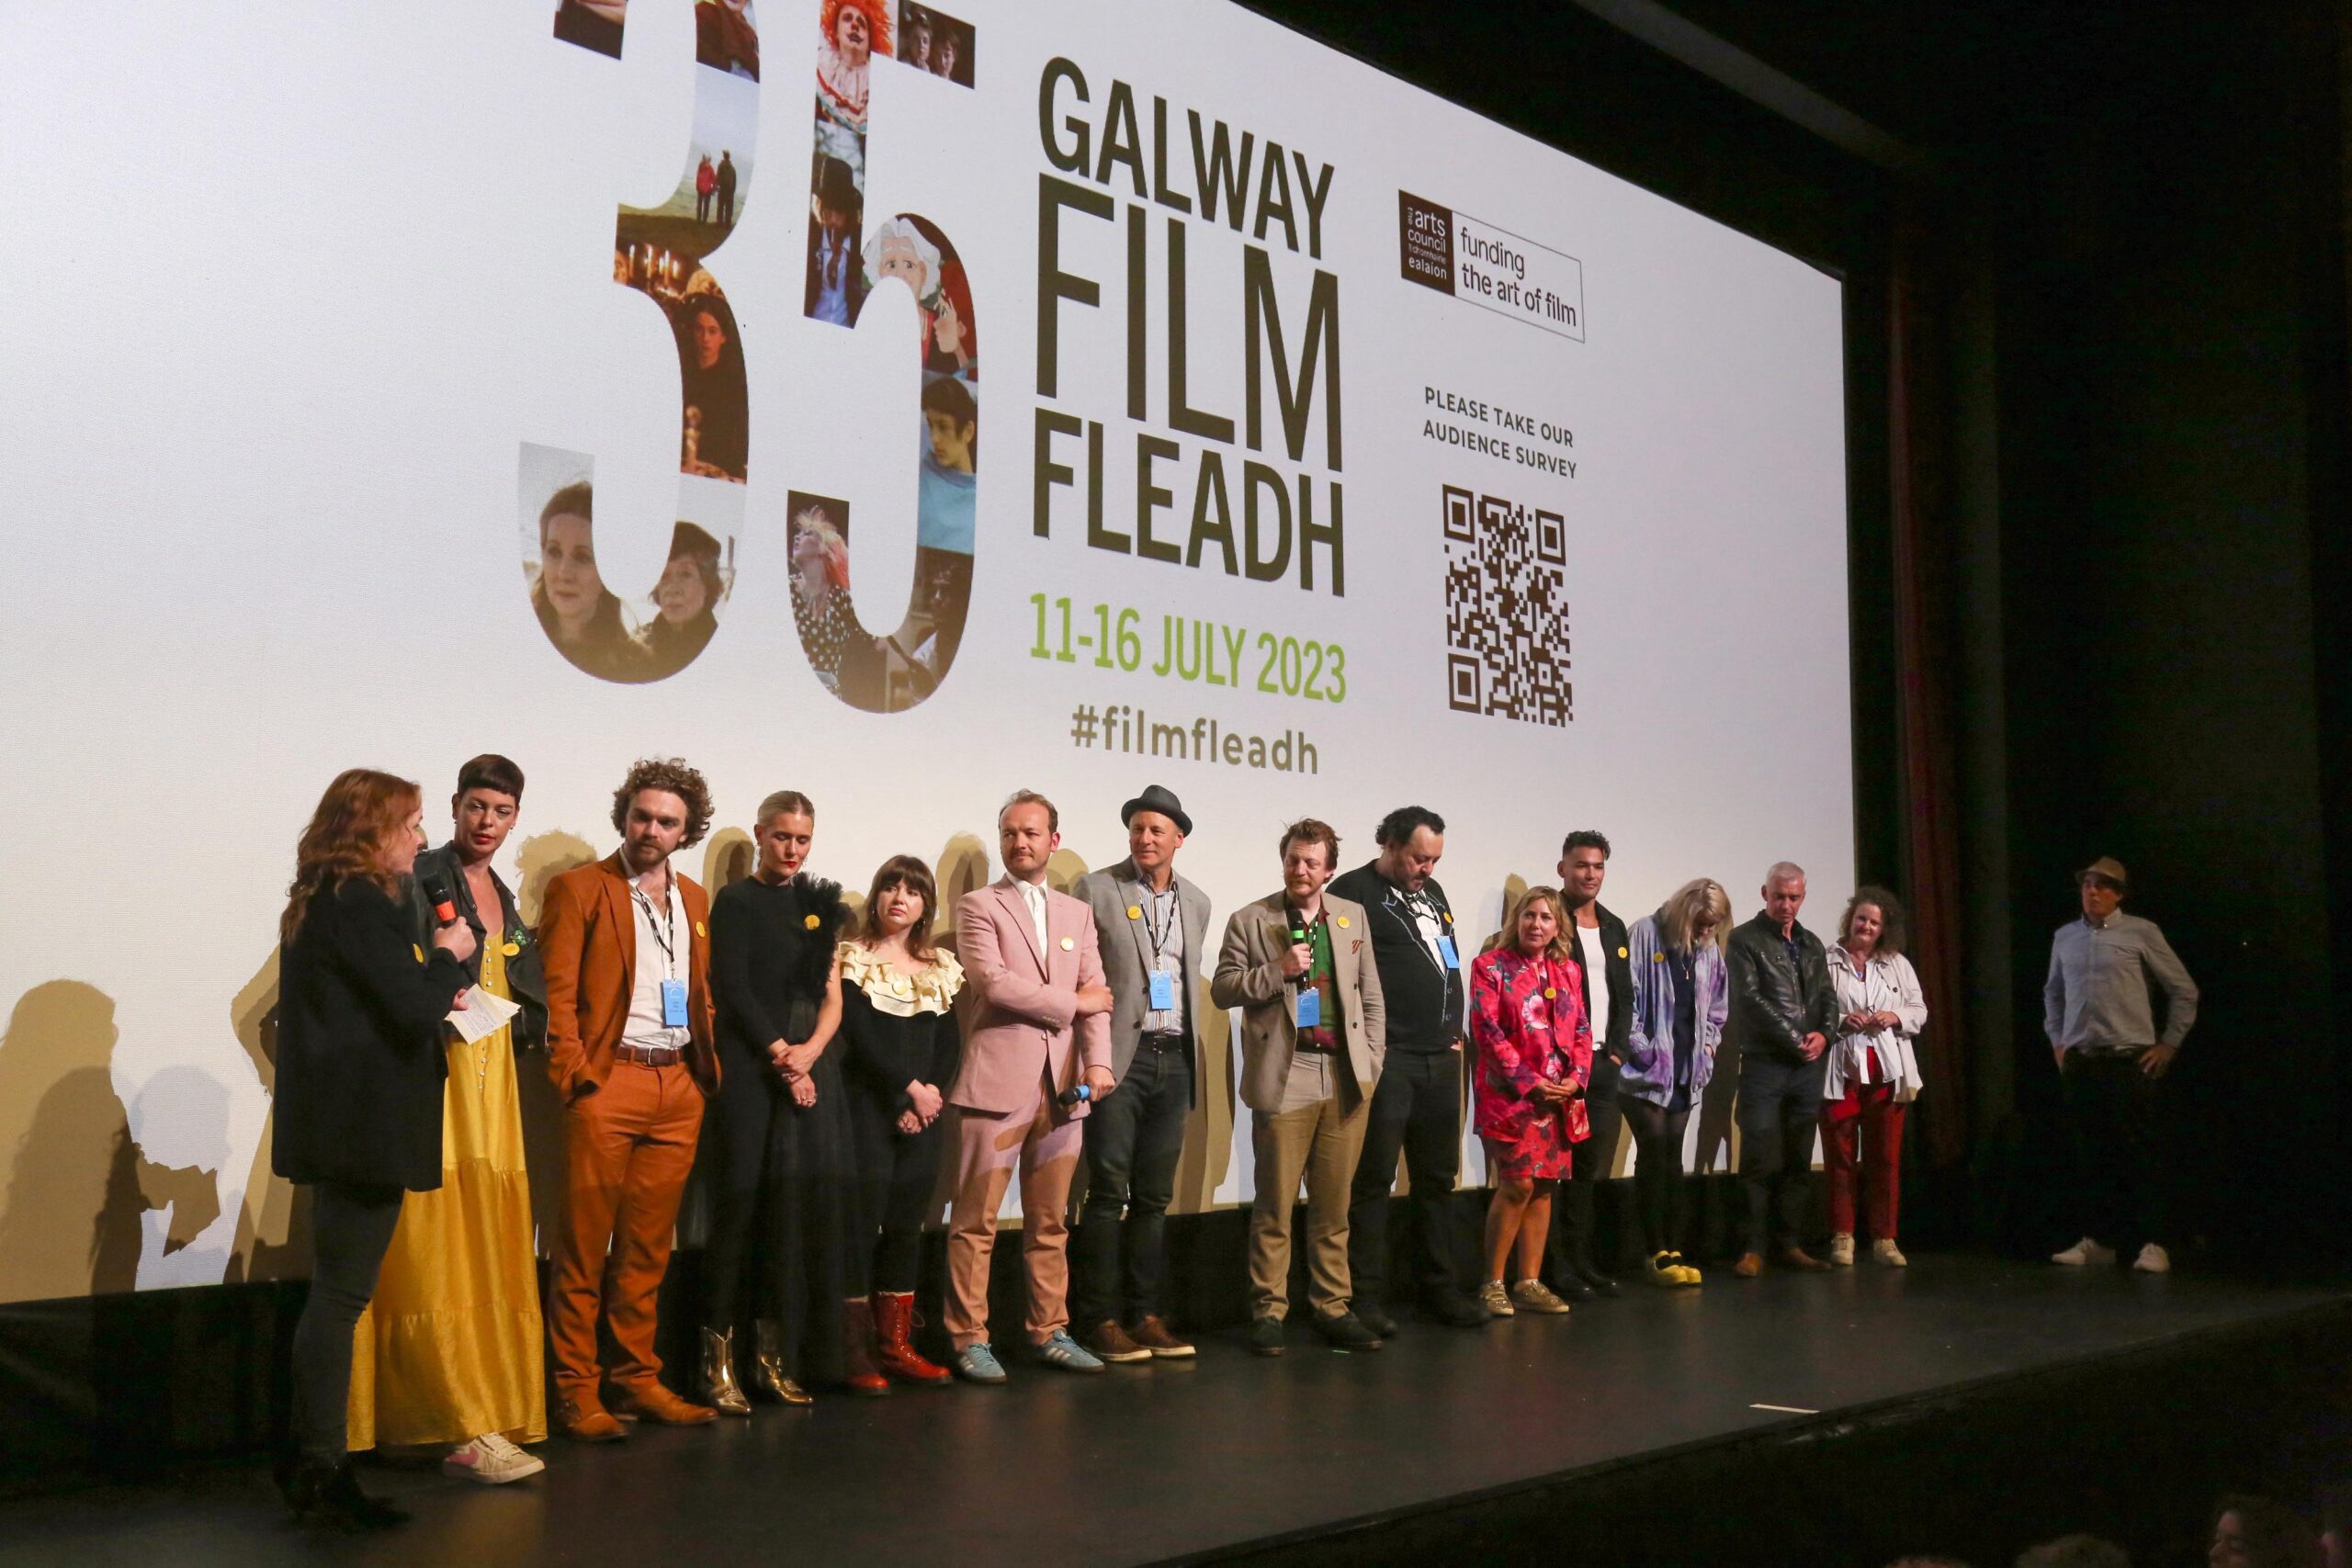 35
GALWAY
FILM
FLEADH
11-16 JULY 2023
#filmfleadh
the arts
council
ealaíon
funding
the art of film
PLEASE TAKE OUR
AUDIENCE SURVEY